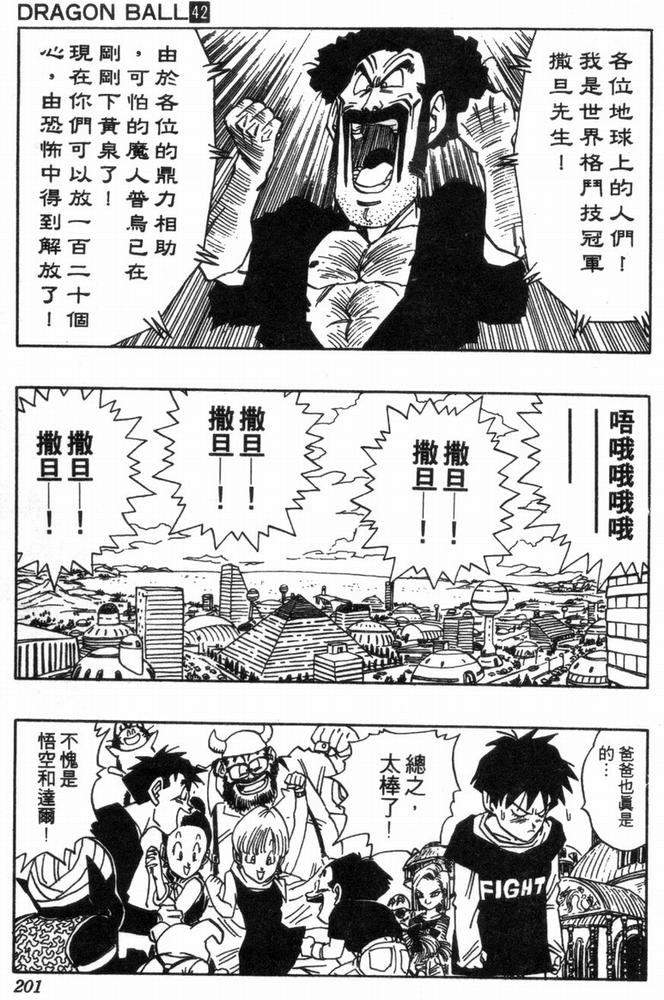 DRAGON BALL 42
各位地球上的人們！
我是世界格鬥技冠軍
撒旦先生！
由於各位的鼎力相助
，可怕的魔人普烏已在
剛剛下黃泉了！
現在你們可以放一百二十個
心，由恐怖中得到解放了！
唔哦哦哦哦
撒旦——！
撒旦——！
撒旦——！
撒旦——！
撒旦——！
撒旦——！
爸爸也真是
的…
總之，
太棒了！
不愧是
悟空和達爾！
FIGHT
201